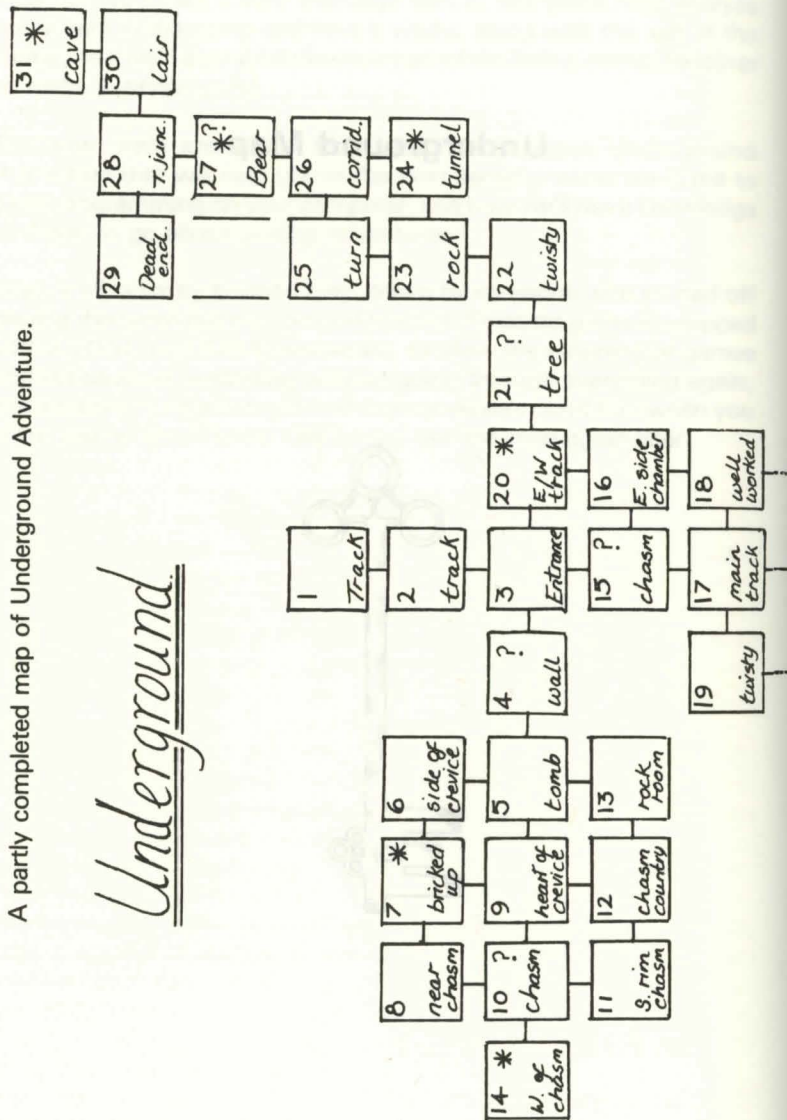 A partly completed map of Underground Adventure.
Underground.
Underground Map
31 *
cave
30
lair
28
T. junc.
29
Dead
end.
27 *?
Bear
26
corrid.
25
turn
24 *
tunnel
23
rock
22
twisty
21 ?
tree
20 *
E/W
track
1
Track
2
track
3
Entrance
4 ?
wall
5
tomb
6
side of
crevice
7 *
bricked
up
8
near
chasm
9
heart of
crevice
10 ?
chasm
14 *
W. of
chasm
11
S. rim
chasm
12
chasm
country
13
rock
room
15 ?
chasm
16
E. side
chamber
17
main
track
18
well
worked
19
twisty